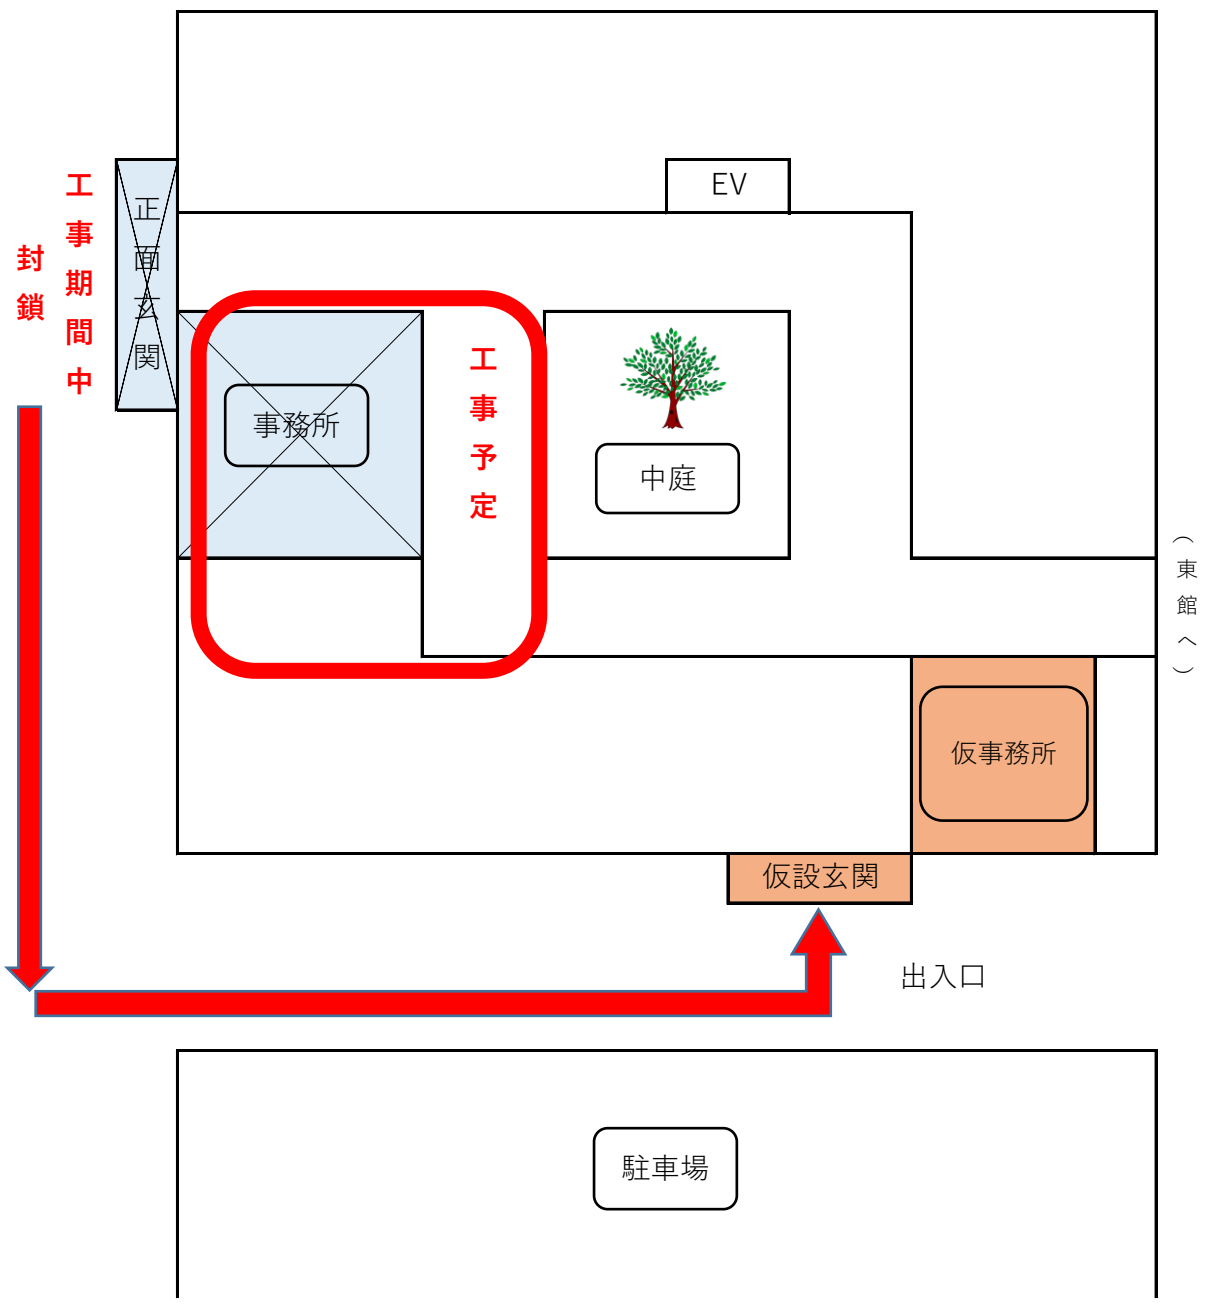 EV
工事期間中
封鎖
正面玄関
工事予定
事務所
中庭
（東館へ）
仮事務所
仮設玄関
出入口
駐車場